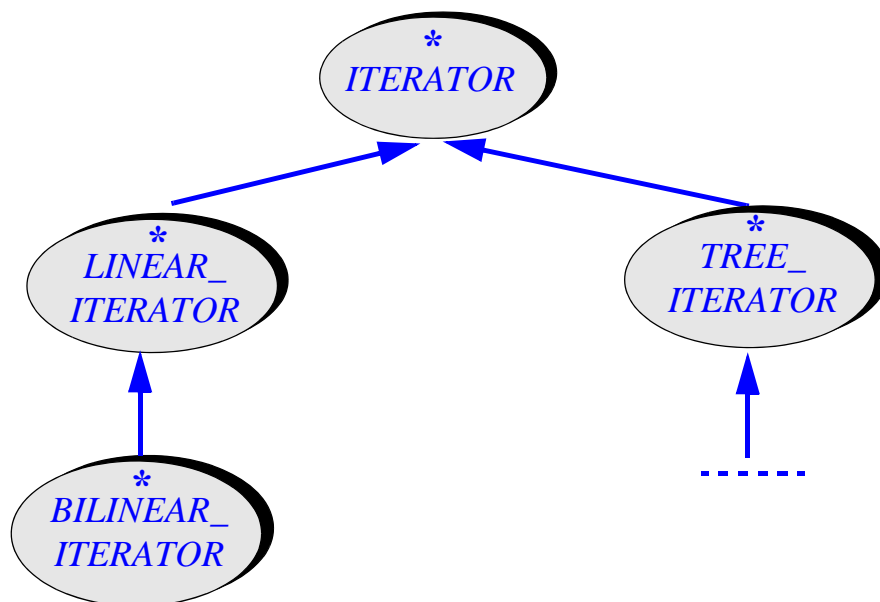 *
ITERATOR
*
LINEAR_
ITERATOR
*
TREE_
ITERATOR
*
BILINEAR_
ITERATOR